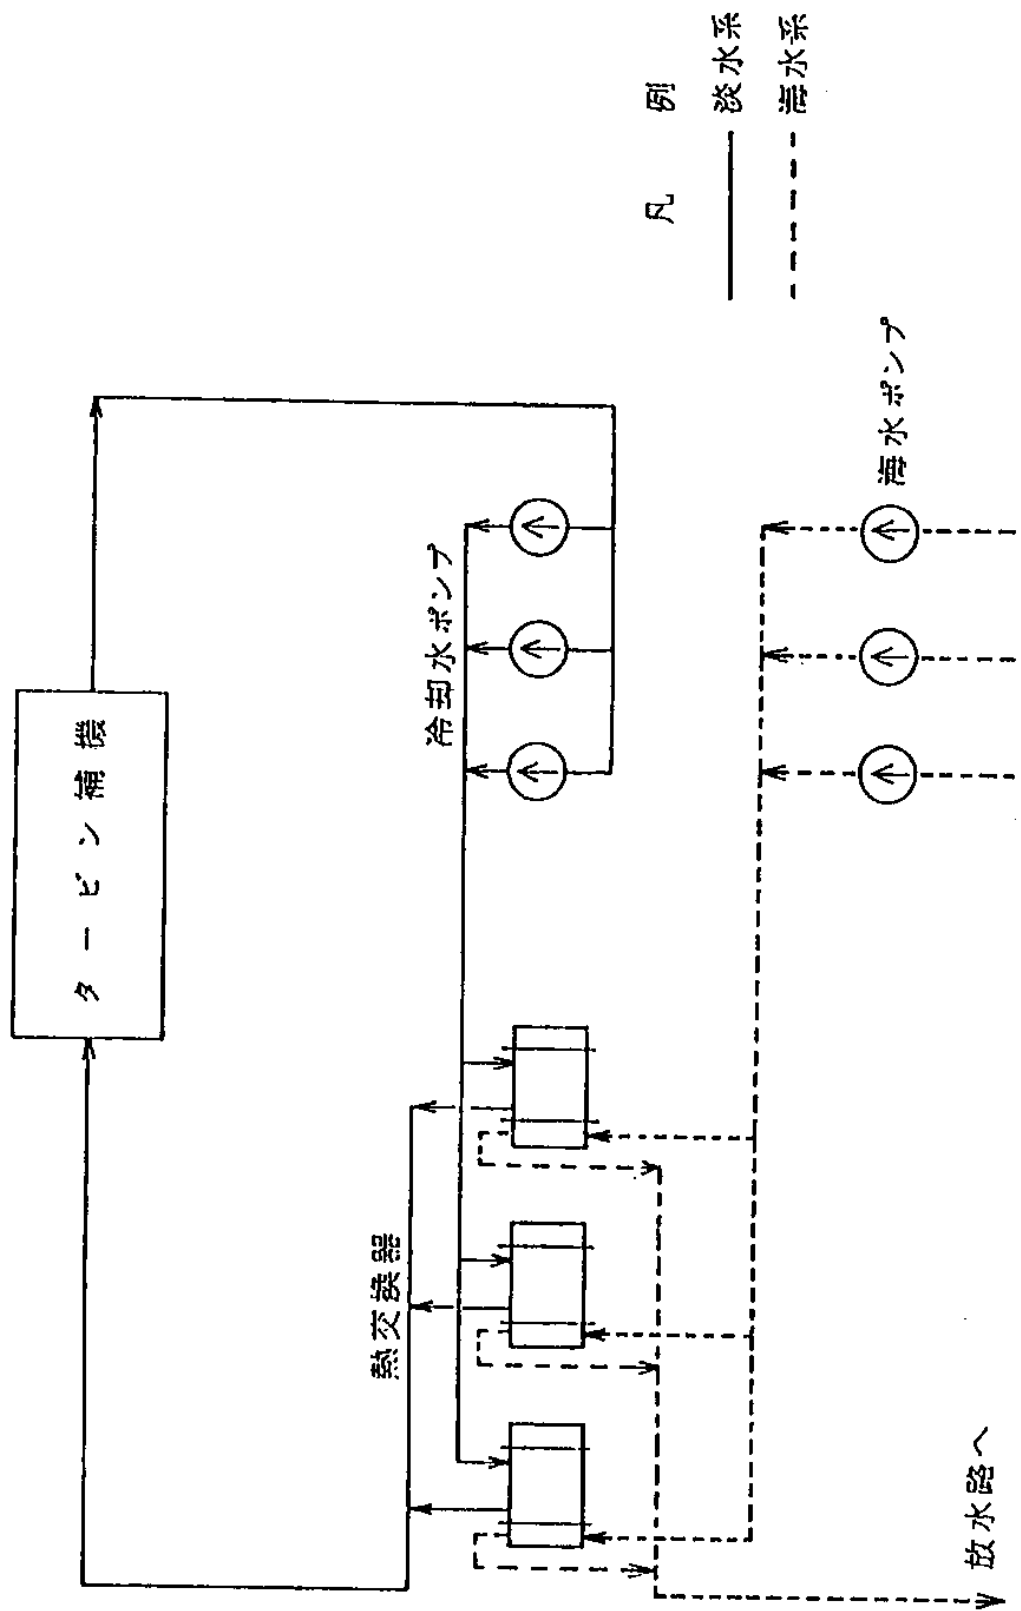 タービン補機
冷却水ポンプ
熱交換器
凡 例
淡水系
海水系
海水ポンプ
放水路へ